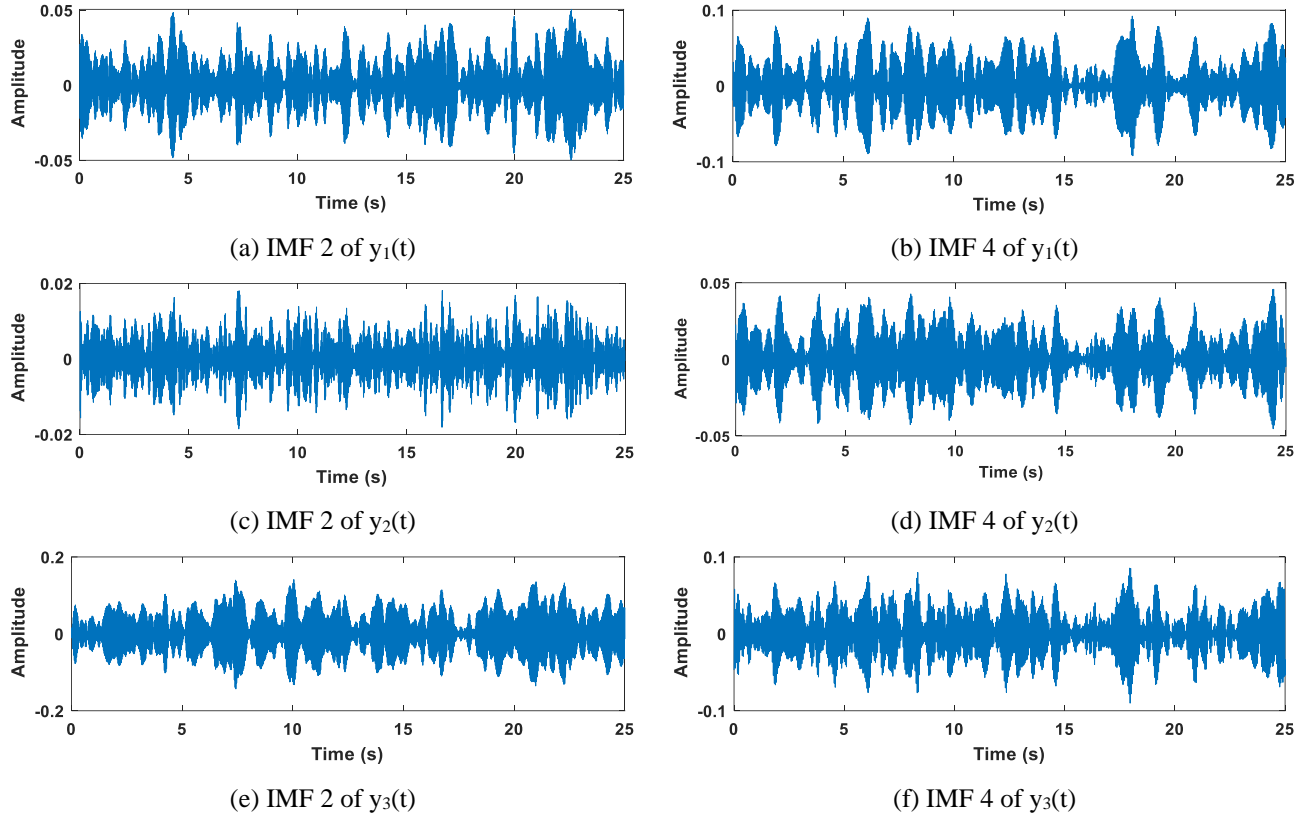 0.05
0
-0.05
Amplitude
0 5 10 15 20 25
Time (s)
(a) IMF 2 of y₁(t)
0.1
0
-0.1
Amplitude
0 5 10 15 20 25
Time (s)
(b) IMF 4 of y₁(t)
0.02
0
-0.02
Amplitude
0 5 10 15 20 25
Time (s)
(c) IMF 2 of y₂(t)
0.05
0
-0.05
Amplitude
0 5 10 15 20 25
Time (s)
(d) IMF 4 of y₂(t)
0.2
0
-0.2
Amplitude
0 5 10 15 20 25
Time (s)
(e) IMF 2 of y₃(t)
0.1
0
-0.1
Amplitude
0 5 10 15 20 25
Time (s)
(f) IMF 4 of y₃(t)